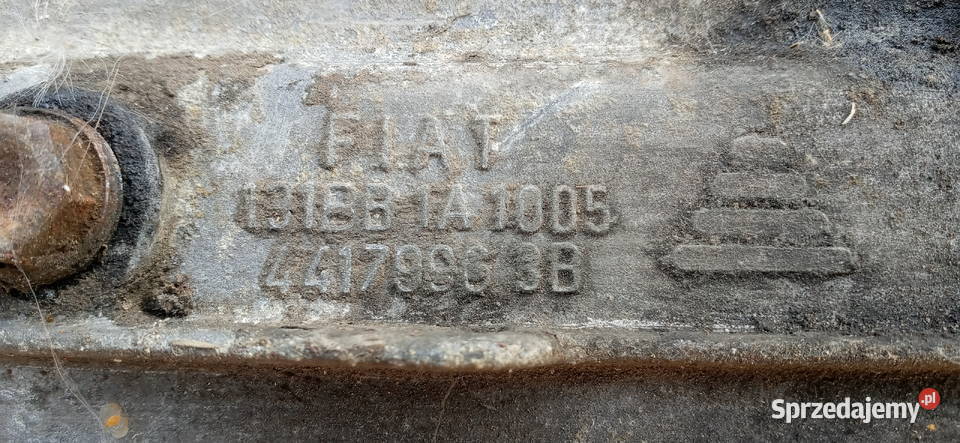 FIAT
131BB 1A 1005
4417996 3B
Sprzedajemy.pl